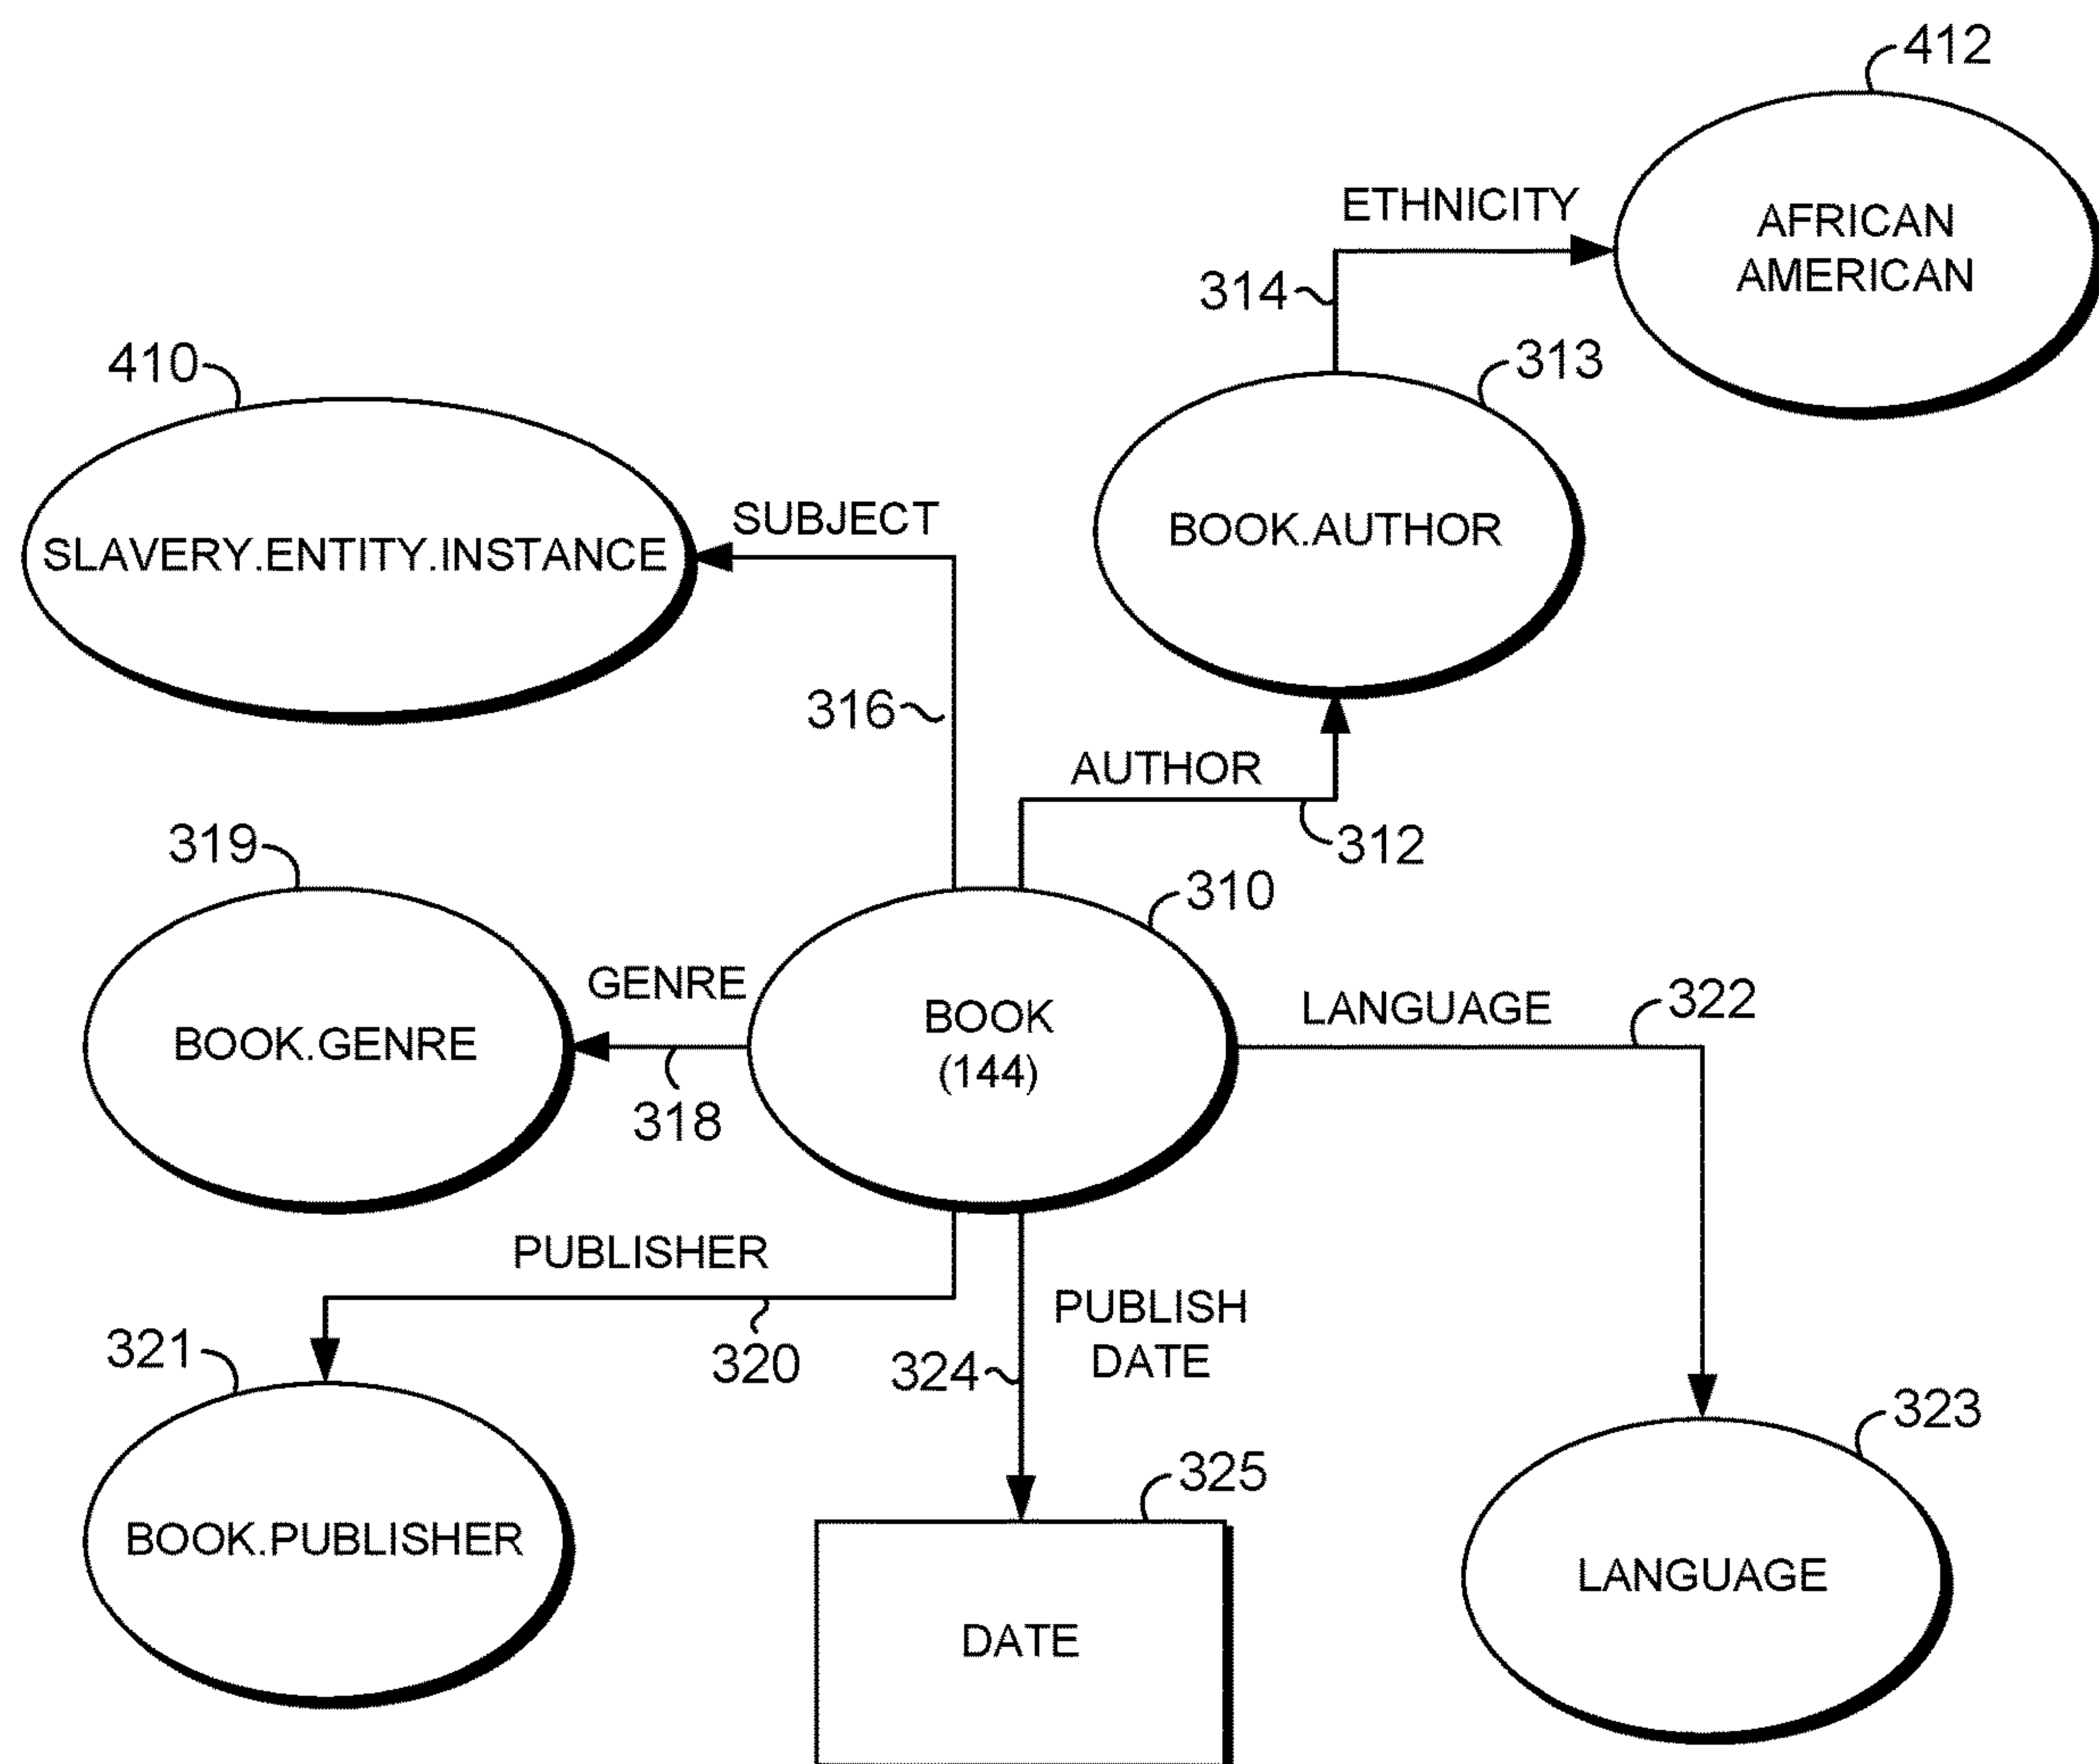 412
ETHNICITY
AFRICAN
AMERICAN
314
313
410
SUBJECT
BOOK.AUTHOR
SLAVERY.ENTITY.INSTANCE
316
AUTHOR
312
319
310
GENRE
BOOK
(144)
LANGUAGE
322
BOOK.GENRE
318
PUBLISHER
PUBLISH
DATE
321
320
324
323
325
BOOK.PUBLISHER
LANGUAGE
DATE